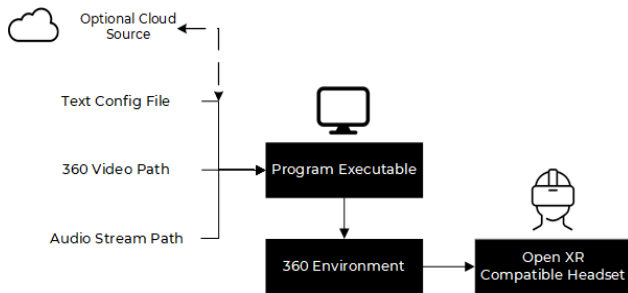 Optional Cloud
Source
Text Config File
360 Video Path
Program Executable
Audio Stream Path
360 Environment
Open XR
Compatible Headset